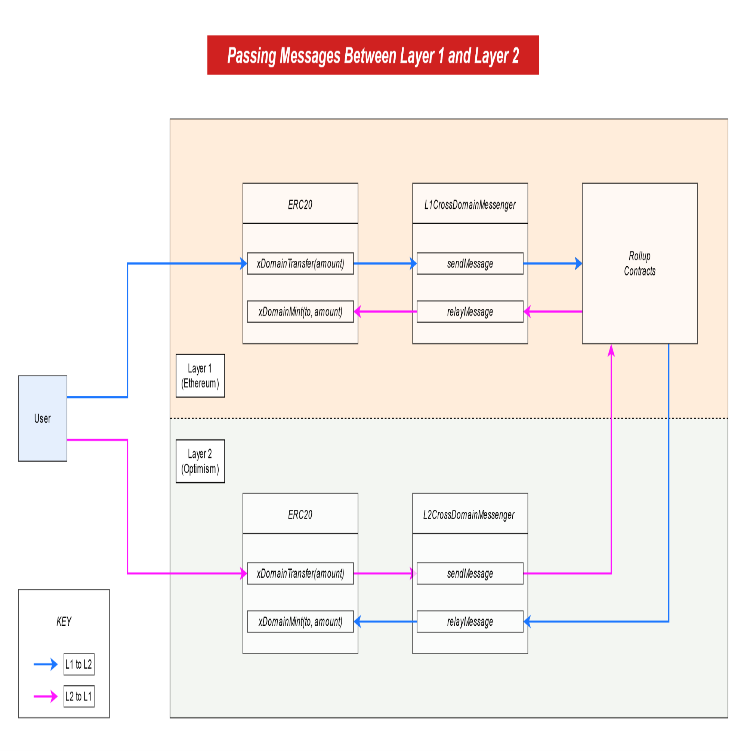 Passing Messages Between Layer 1 and Layer 2
ERC20
xDomainTransfer(amount)
xDomainMint(to, amount)
L1CrossDomainMessenger
sendMessage
relayMessage
Rollup
Contracts
Layer 1
(Ethereum)
User
Layer 2
(Optimism)
ERC20
xDomainTransfer(amount)
xDomainMint(to, amount)
L2CrossDomainMessenger
sendMessage
relayMessage
KEY
L1 to L2
L2 to L1